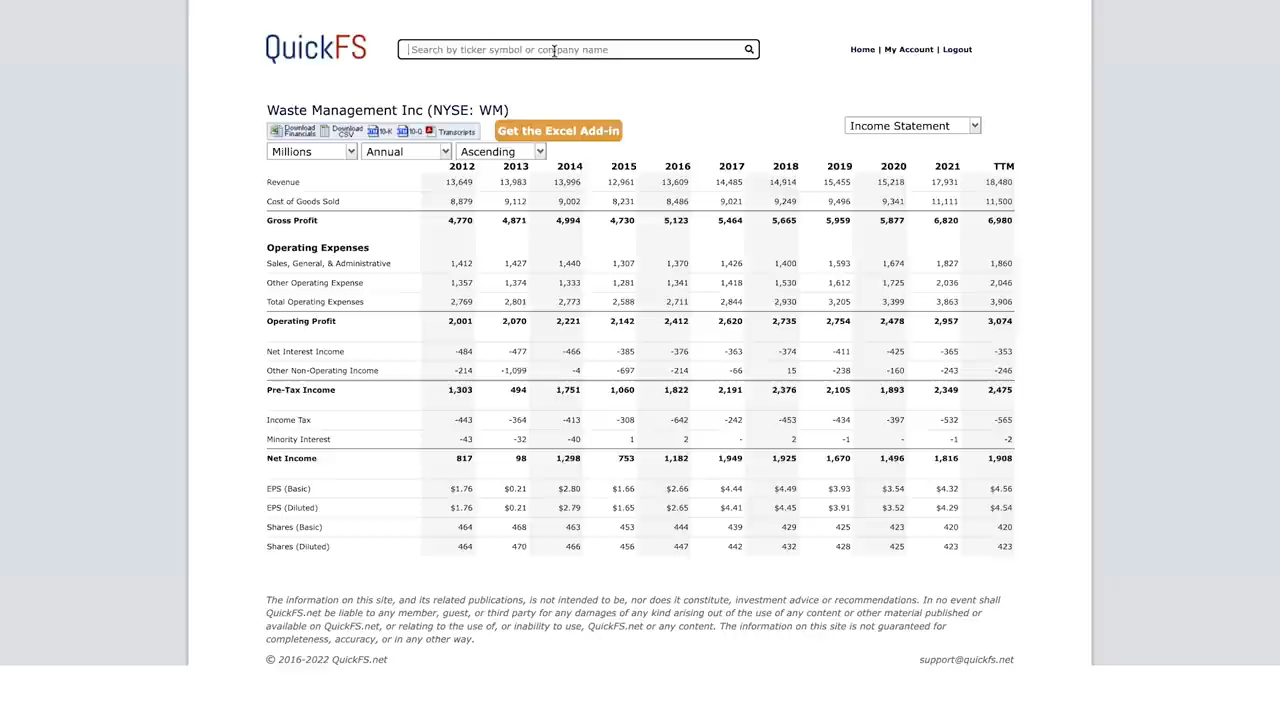 QuickFS
Search by ticker symbol or company name
Home | My Account | Logout
Waste Management Inc (NYSE: WM)
Download Financials Download CSV 10-K 10-Q Transcripts
Get the Excel Add-in
Income Statement
Millions Annual Ascending
2012 2013 2014 2015 2016 2017 2018 2019 2020 2021 TTM
Revenue 13,649 13,983 13,996 12,961 13,609 14,485 14,914 15,455 15,218 17,931 18,480
Cost of Goods Sold 8,879 9,112 9,002 8,231 8,486 9,021 9,249 9,496 9,341 11,111 11,500
Gross Profit 4,770 4,871 4,994 4,730 5,123 5,464 5,665 5,959 5,877 6,820 6,980
Operating Expenses
Sales, General, & Administrative 1,412 1,427 1,440 1,307 1,370 1,426 1,400 1,593 1,674 1,827 1,860
Other Operating Expense 1,357 1,374 1,333 1,281 1,341 1,418 1,530 1,612 1,725 2,036 2,046
Total Operating Expenses 2,769 2,801 2,773 2,588 2,711 2,844 2,930 3,205 3,399 3,863 3,906
Operating Profit 2,001 2,070 2,221 2,142 2,412 2,620 2,735 2,754 2,478 2,957 3,074
Net Interest Income -484 -477 -466 -385 -376 -363 -374 -411 -425 -365 -353
Other Non-Operating Income -214 -1,099 -4 -697 -214 -66 15 -238 -160 -243 -246
Pre-Tax Income 1,303 494 1,751 1,060 1,822 2,191 2,376 2,105 1,893 2,349 2,475
Income Tax -443 -364 -413 -308 -642 -242 -453 -434 -397 -532 -565
Minority Interest -43 -32 -40 1 2 - 2 -1 - -1 -2
Net Income 817 98 1,298 753 1,182 1,949 1,925 1,670 1,496 1,816 1,908
EPS (Basic) $1.76 $0.21 $2.80 $1.66 $2.66 $4.44 $4.49 $3.93 $3.54 $4.32 $4.56
EPS (Diluted) $1.76 $0.21 $2.79 $1.65 $2.65 $4.41 $4.45 $3.91 $3.52 $4.29 $4.54
Shares (Basic) 464 468 463 453 444 439 429 425 423 420 420
Shares (Diluted) 464 470 466 456 447 442 432 428 425 423 423
The information on this site, and its related publications, is not intended to be, nor does it constitute, investment advice or recommendations. In no event shall
QuickFS.net be liable to any member, guest, or third party for any damages of any kind arising out of the use of any content or other material published or
available on QuickFS.net, or relating to the use of, or inability to use, QuickFS.net or any content. The information on this site is not guaranteed for
completeness, accuracy, or in any other way.
© 2016-2022 QuickFS.net support@quickfs.net